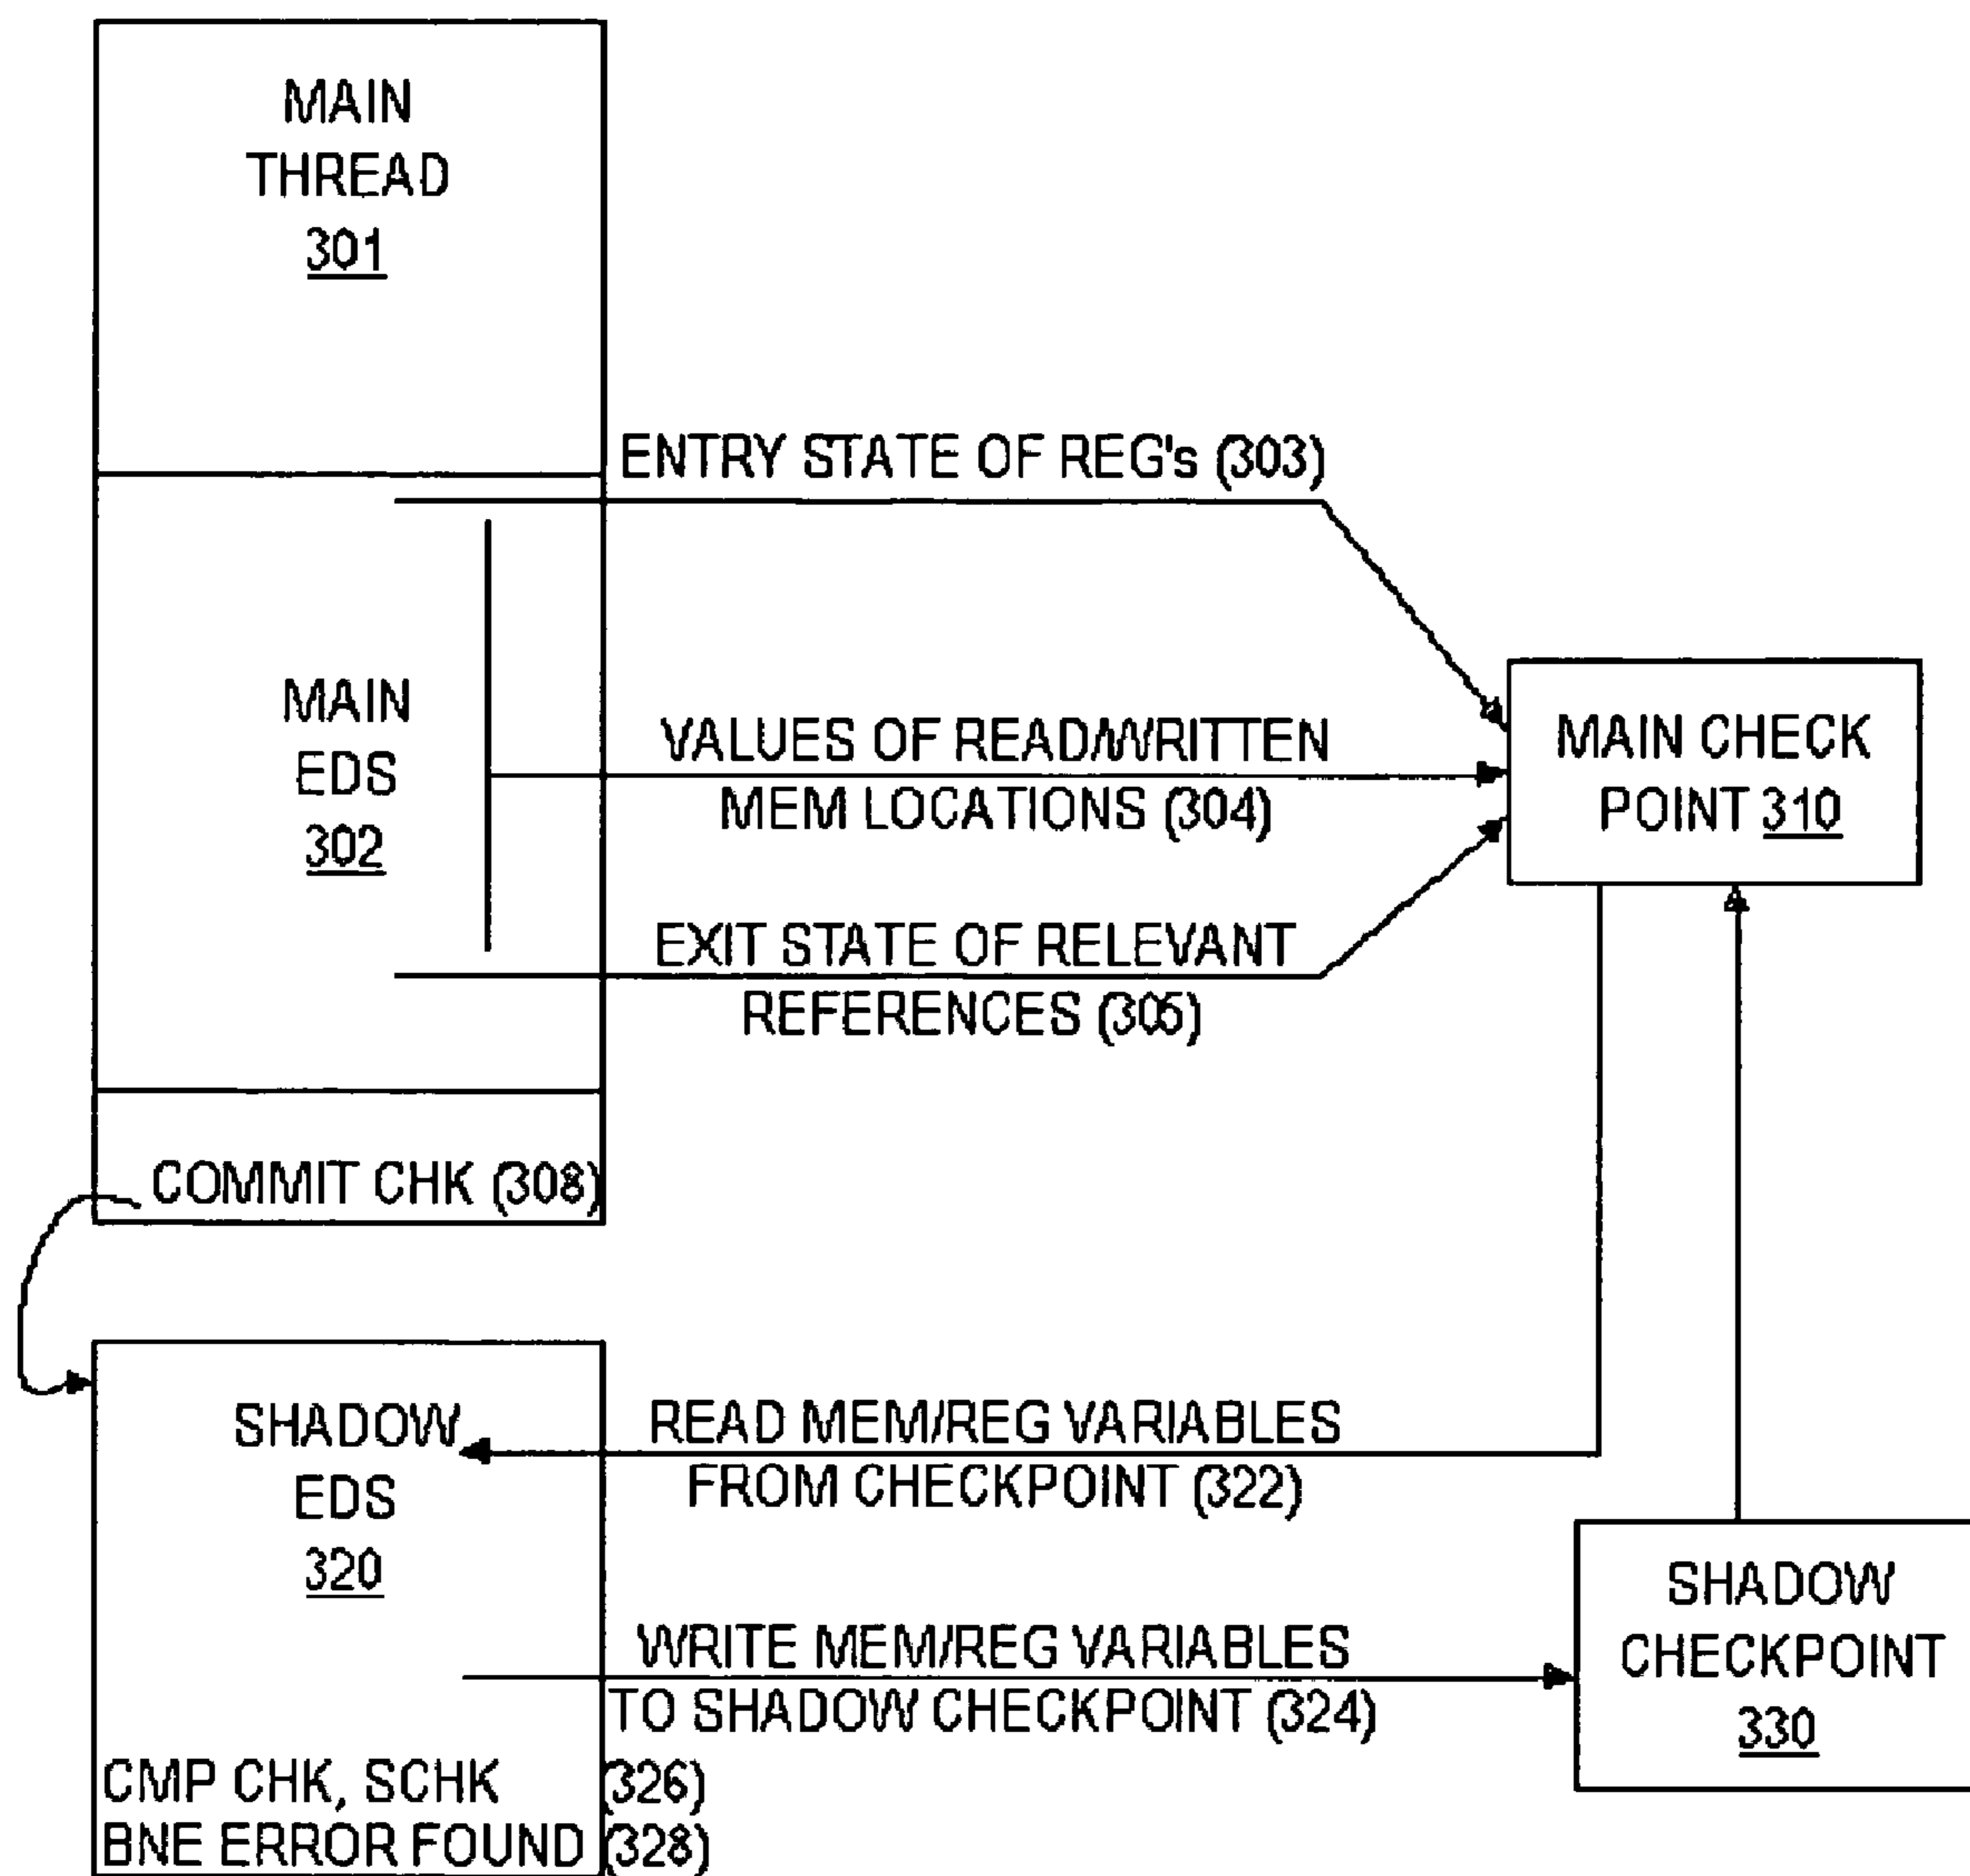 MAIN
THREAD
301
ENTRY STATE OF REG's (303)
MAIN
EDS
302
VALUES OF READ/WRITTEN
MEM LOCATIONS (304)
MAIN CHECK
POINT 310
EXIT STATE OF RELEVANT
REFERENCES (305)
COMMIT CHK (308)
SHADOW
EDS
320
READ MEM/REG VARIABLES
FROM CHECKPOINT (322)
WRITE MEM/REG VARIABLES
TO SHADOW CHECKPOINT (324)
SHADOW
CHECKPOINT
330
CMP CHK, SCHK (326)
BNE ERROR FOUND (328)